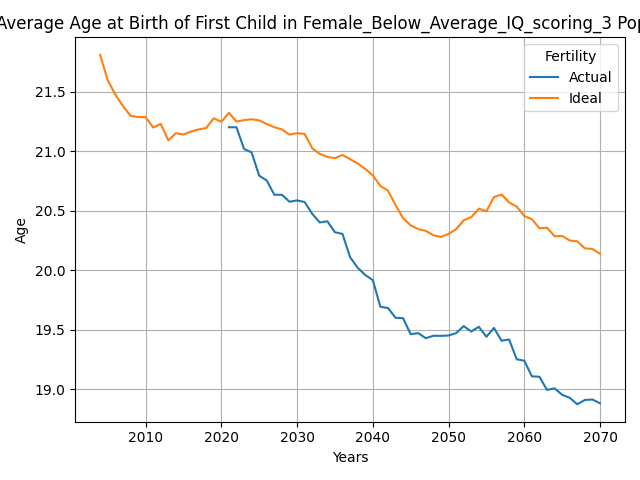 Average Age at Birth of First Child in Female_Below_Average_IQ_scoring_3
Fertility
Actual
Ideal
21.5
21.0
20.5
20.0
19.5
19.0
Age
2010 2020 2030 2040 2050 2060 2070
Years